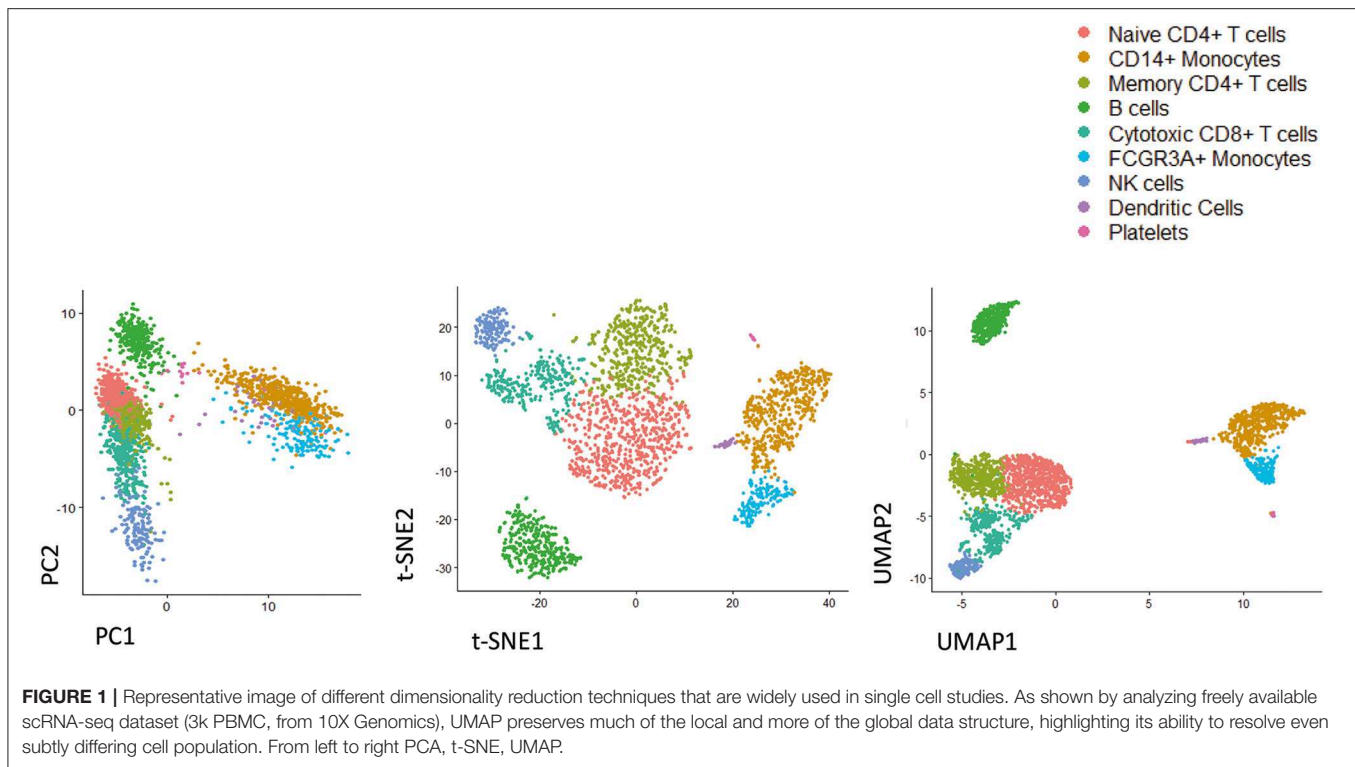 Naive CD4+ T cells
CD14+ Monocytes
Memory CD4+ T cells
B cells
Cytotoxic CD8+ T cells
FCGR3A+ Monocytes
NK cells
Dendritic Cells
Platelets
10
0
-10
PC2
0 10
PC1
20
10
0
-10
-20
-30
t-SNE2
-20 0 20 40
t-SNE1
10
5
0
-5
-10
UMAP2
-5 0 5 10
UMAP1
FIGURE 1 | Representative image of different dimensionality reduction techniques that are widely used in single cell studies. As shown by analyzing freely available
scRNA-seq dataset (3k PBMC, from 10X Genomics), UMAP preserves much of the local and more of the global data structure, highlighting its ability to resolve even
subtly differing cell population. From left to right PCA, t-SNE, UMAP.